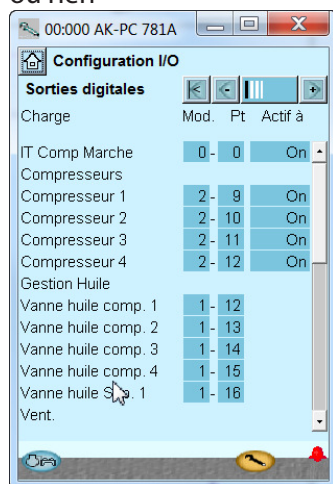 00:000 AK-PC 781A
Configuration I/O
Sorties digitales
Charge Mod. Pt Actif à
IT Comp Marche 0 - 0 On
Compresseurs
Compresseur 1 2 - 9 On
Compresseur 2 2 - 10 On
Compresseur 3 2 - 11 On
Compresseur 4 2 - 12 On
Gestion Huile
Vanne huile comp. 1 1 - 12
Vanne huile comp. 2 1 - 13
Vanne huile comp. 3 1 - 14
Vanne huile comp. 4 1 - 15
Vanne huile 1 1 - 16
Vent.